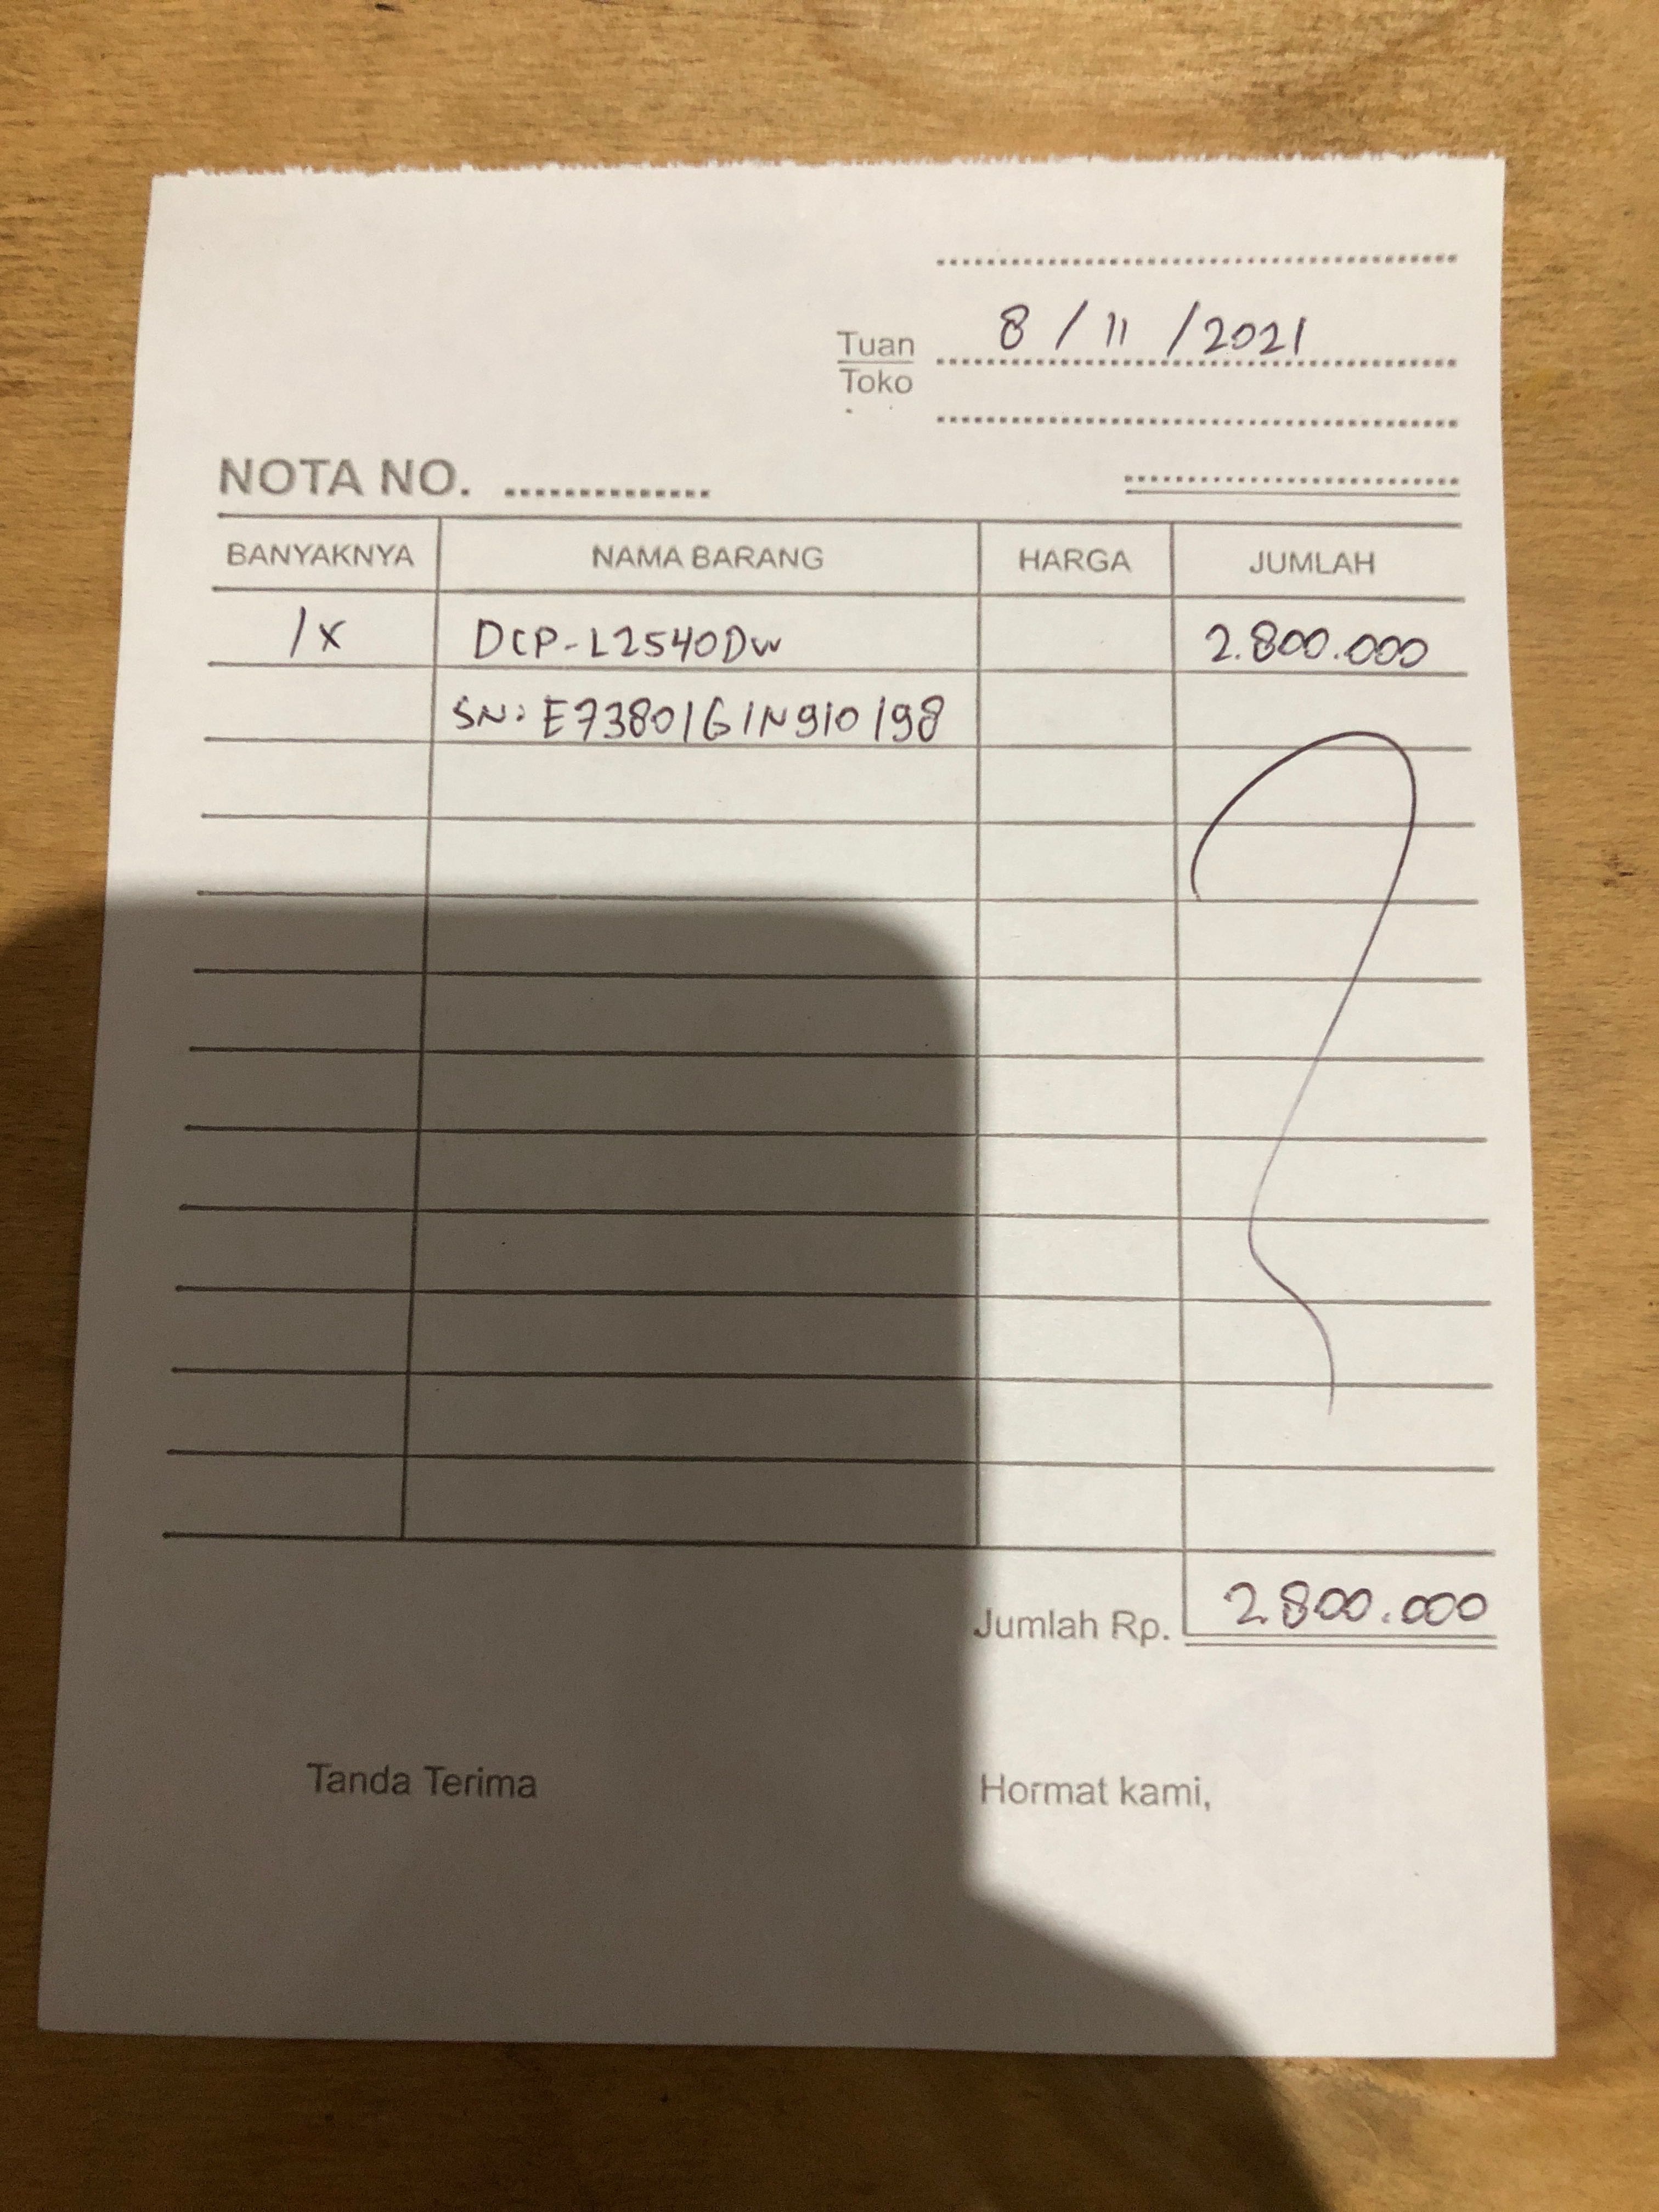 8 / 11 / 2021
Tuan
Toko
NOTA NO. ..............
BANYAKNYA NAMA BARANG HARGA JUMLAH
1x DCP-L2540DW 2.800.000
SN: E73801G1N910198
Jumlah Rp. 2.800.000
Tanda Terima Hormat kami,